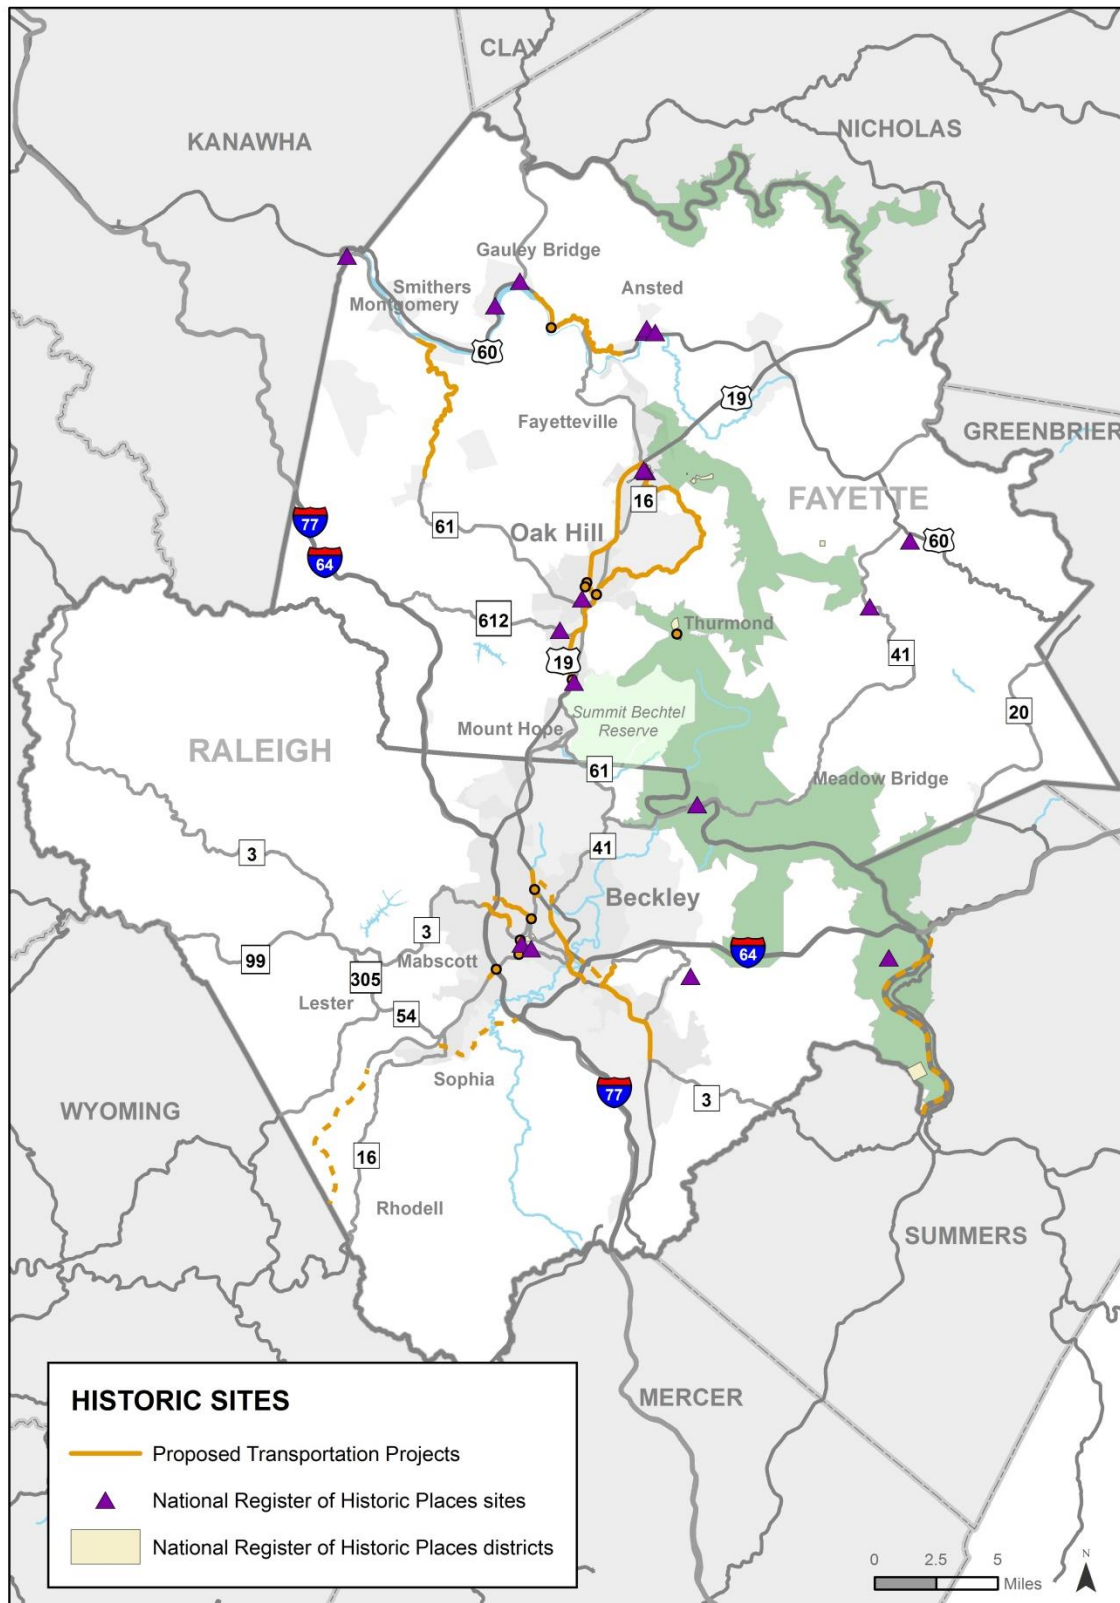 CLAY
KANAWHA
NICHOLAS
Gauley Bridge
Smithers
Montgomery
Ansted
60
19
Fayetteville
GREENBRIER
16
FAYETTE
77
61
Oak Hill
60
64
612
Thurmond
19
41
Summit Bechtel
Reserve
20
Mount Hope
RALEIGH
61
Meadow Bridge
3
41
Beckley
3
64
99
Mabscott
305
Lester
54
Sophia
77
3
WYOMING
16
Rhodell
SUMMERS
MERCER
HISTORIC SITES
Proposed Transportation Projects
National Register of Historic Places sites
National Register of Historic Places districts
0 2.5 5
Miles
N